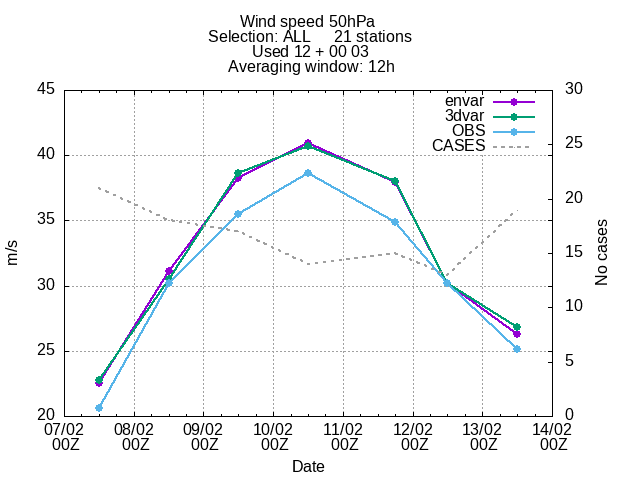 Wind speed 50hPa
Selection: ALL 21 stations
Used 12 + 00 03
Averaging window: 12h
envar
3dvar
OBS
CASES
45
40
35
30
25
20
m/s
30
25
20
15
10
5
0
No cases
07/02 08/02 09/02 10/02 11/02 12/02 13/02 14/02
00Z 00Z 00Z 00Z 00Z 00Z 00Z 00Z
Date